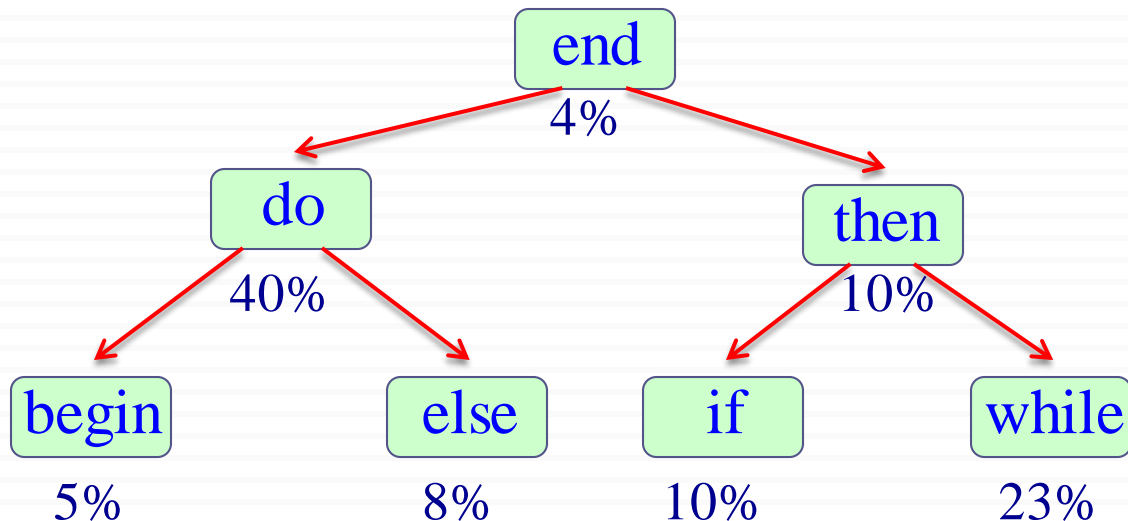 end
4%
do
then
40%
10%
begin
else
if
while
5%
8%
10%
23%